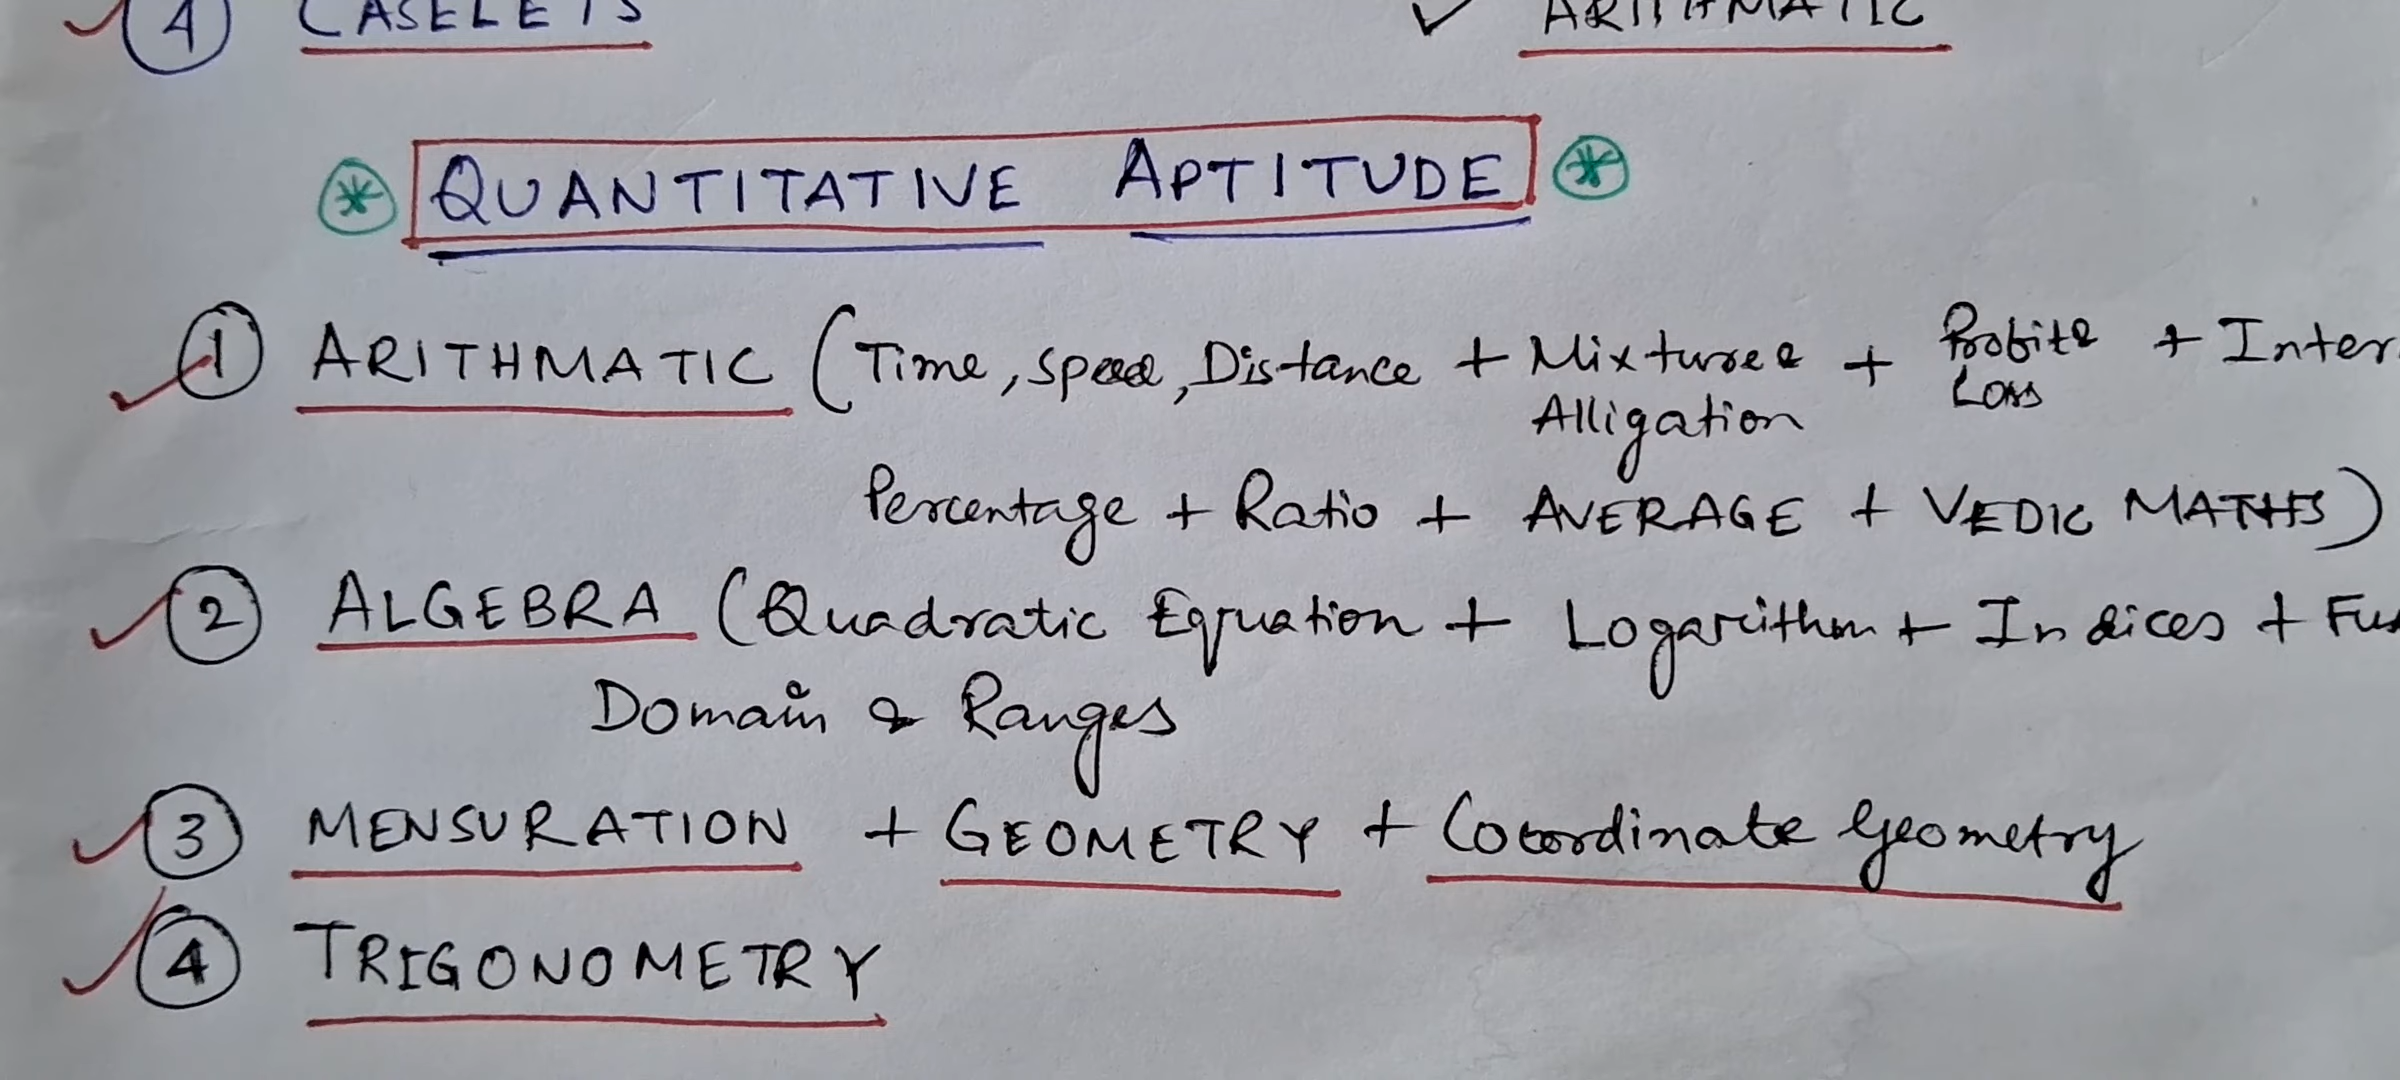 4 CASELETS ✓ ARITHMATIC
* QUANTITATIVE APTITUDE *
1 ARITHMATIC (Time, Speed, Distance + Mixture & Alligation + Profit & Loss + Inter
Percentage + Ratio + AVERAGE + VEDIC MATHS)
2 ALGEBRA (Quadratic Equation + Logarithm + Indices + Fu
Domain & Ranges
3 MENSURATION + GEOMETRY + Coordinate Geometry
4 TRIGONOMETRY